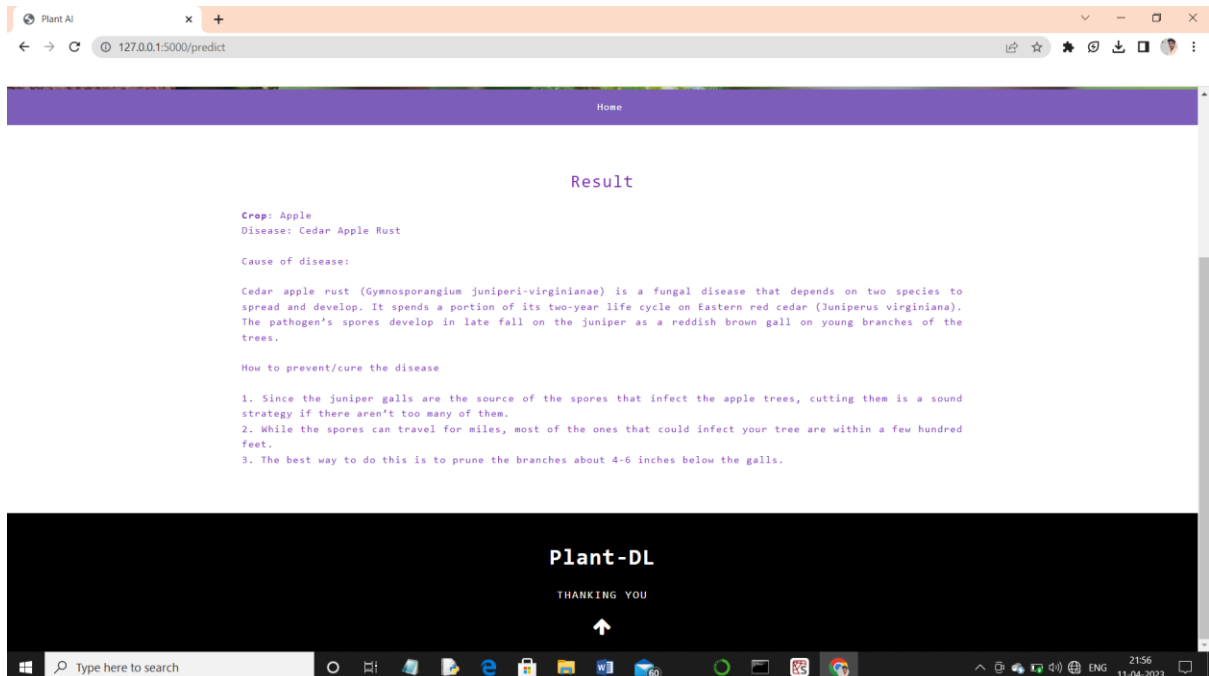 Plant AI
127.0.0.1:5000/predict
Home
Result
Crop: Apple
Disease: Cedar Apple Rust
Cause of disease:
Cedar apple rust (Gymnosporangium juniperi-virginianae) is a fungal disease that depends on two species to
spread and develop. It spends a portion of its two-year life cycle on Eastern red cedar (Juniperus virginiana).
The pathogen’s spores develop in late fall on the juniper as a reddish brown gall on young branches of the
trees.
How to prevent/cure the disease
1. Since the juniper galls are the source of the spores that infect the apple trees, cutting them is a sound
strategy if there aren’t too many of them.
2. While the spores can travel for miles, most of the ones that could infect your tree are within a few hundred
feet.
3. The best way to do this is to prune the branches about 4-6 inches below the galls.
Plant-DL
THANKING YOU
Type here to search
60
ENG
21:56
11-04-2023